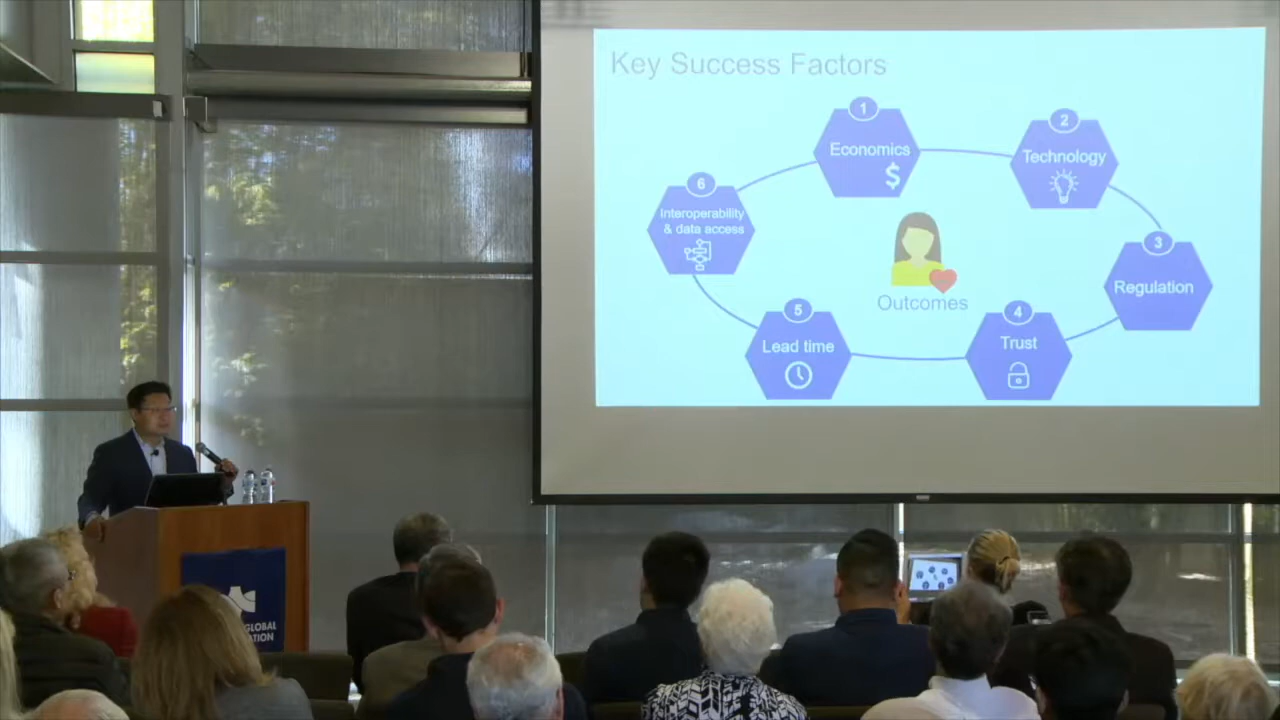 Key Success Factors
1
Economics
$
2
Technology
3
Regulation
4
Trust
5
Lead time
6
Interoperability
& data access
Outcomes
GLOBAL